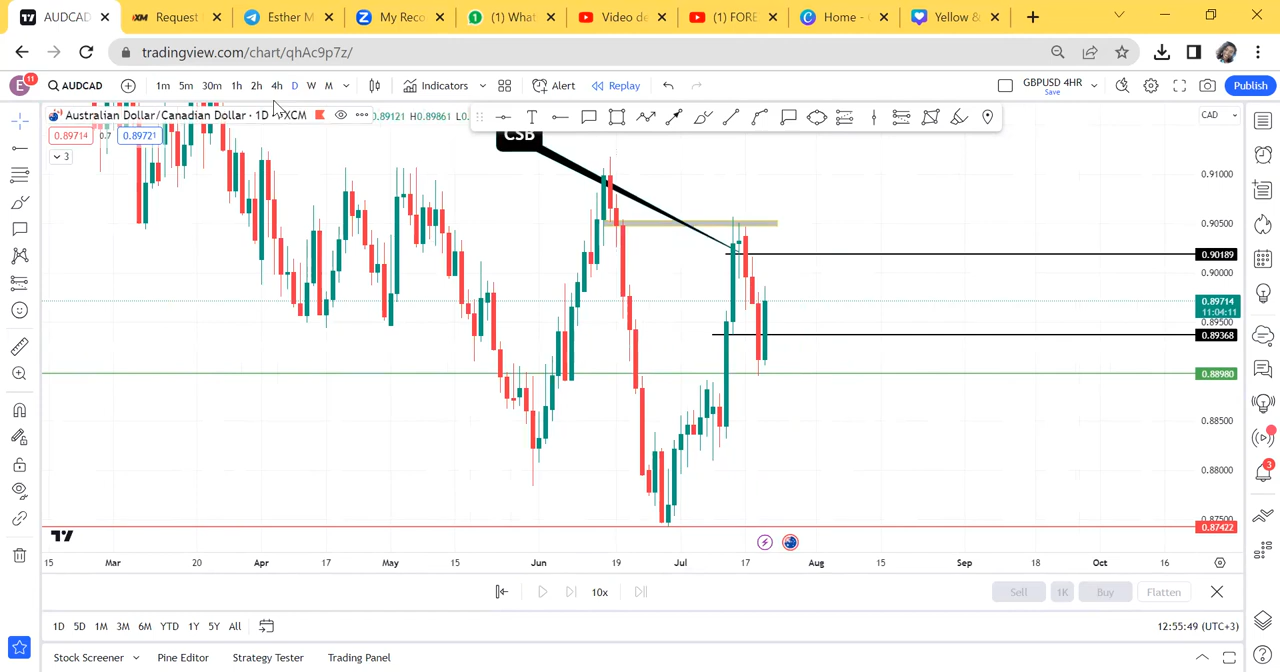 AUDCAD
Request
Esther M
My Reco
(1) What
Video de
(1) FORE
Home -
Yellow &
tradingview.com/chart/qhAc9p7z/
E 11 AUDCAD 1m 5m 30m 1h 2h 4h D W M Indicators Alert Replay GBPUSD 4HR Save Publish
Australian Dollar/Canadian Dollar · 1D XCM 0.89121 H0.89861 CAD
0.89714 0.7 0.89721
3
CSB
0.91000
0.90500
0.90189
0.90000
0.89714
11:04:11
0.89500
0.89368
0.88980
0.88500
0.88000
0.87500
0.87422
15 Mar 20 Apr 17 May 15 Jun 19 Jul 17 Aug 15 Sep 18 Oct 16
10x Sell 1K Buy Flatten
1D 5D 1M 3M 6M YTD 1Y 5Y All 12:55:49 (UTC+3)
Stock Screener Pine Editor Strategy Tester Trading Panel
3